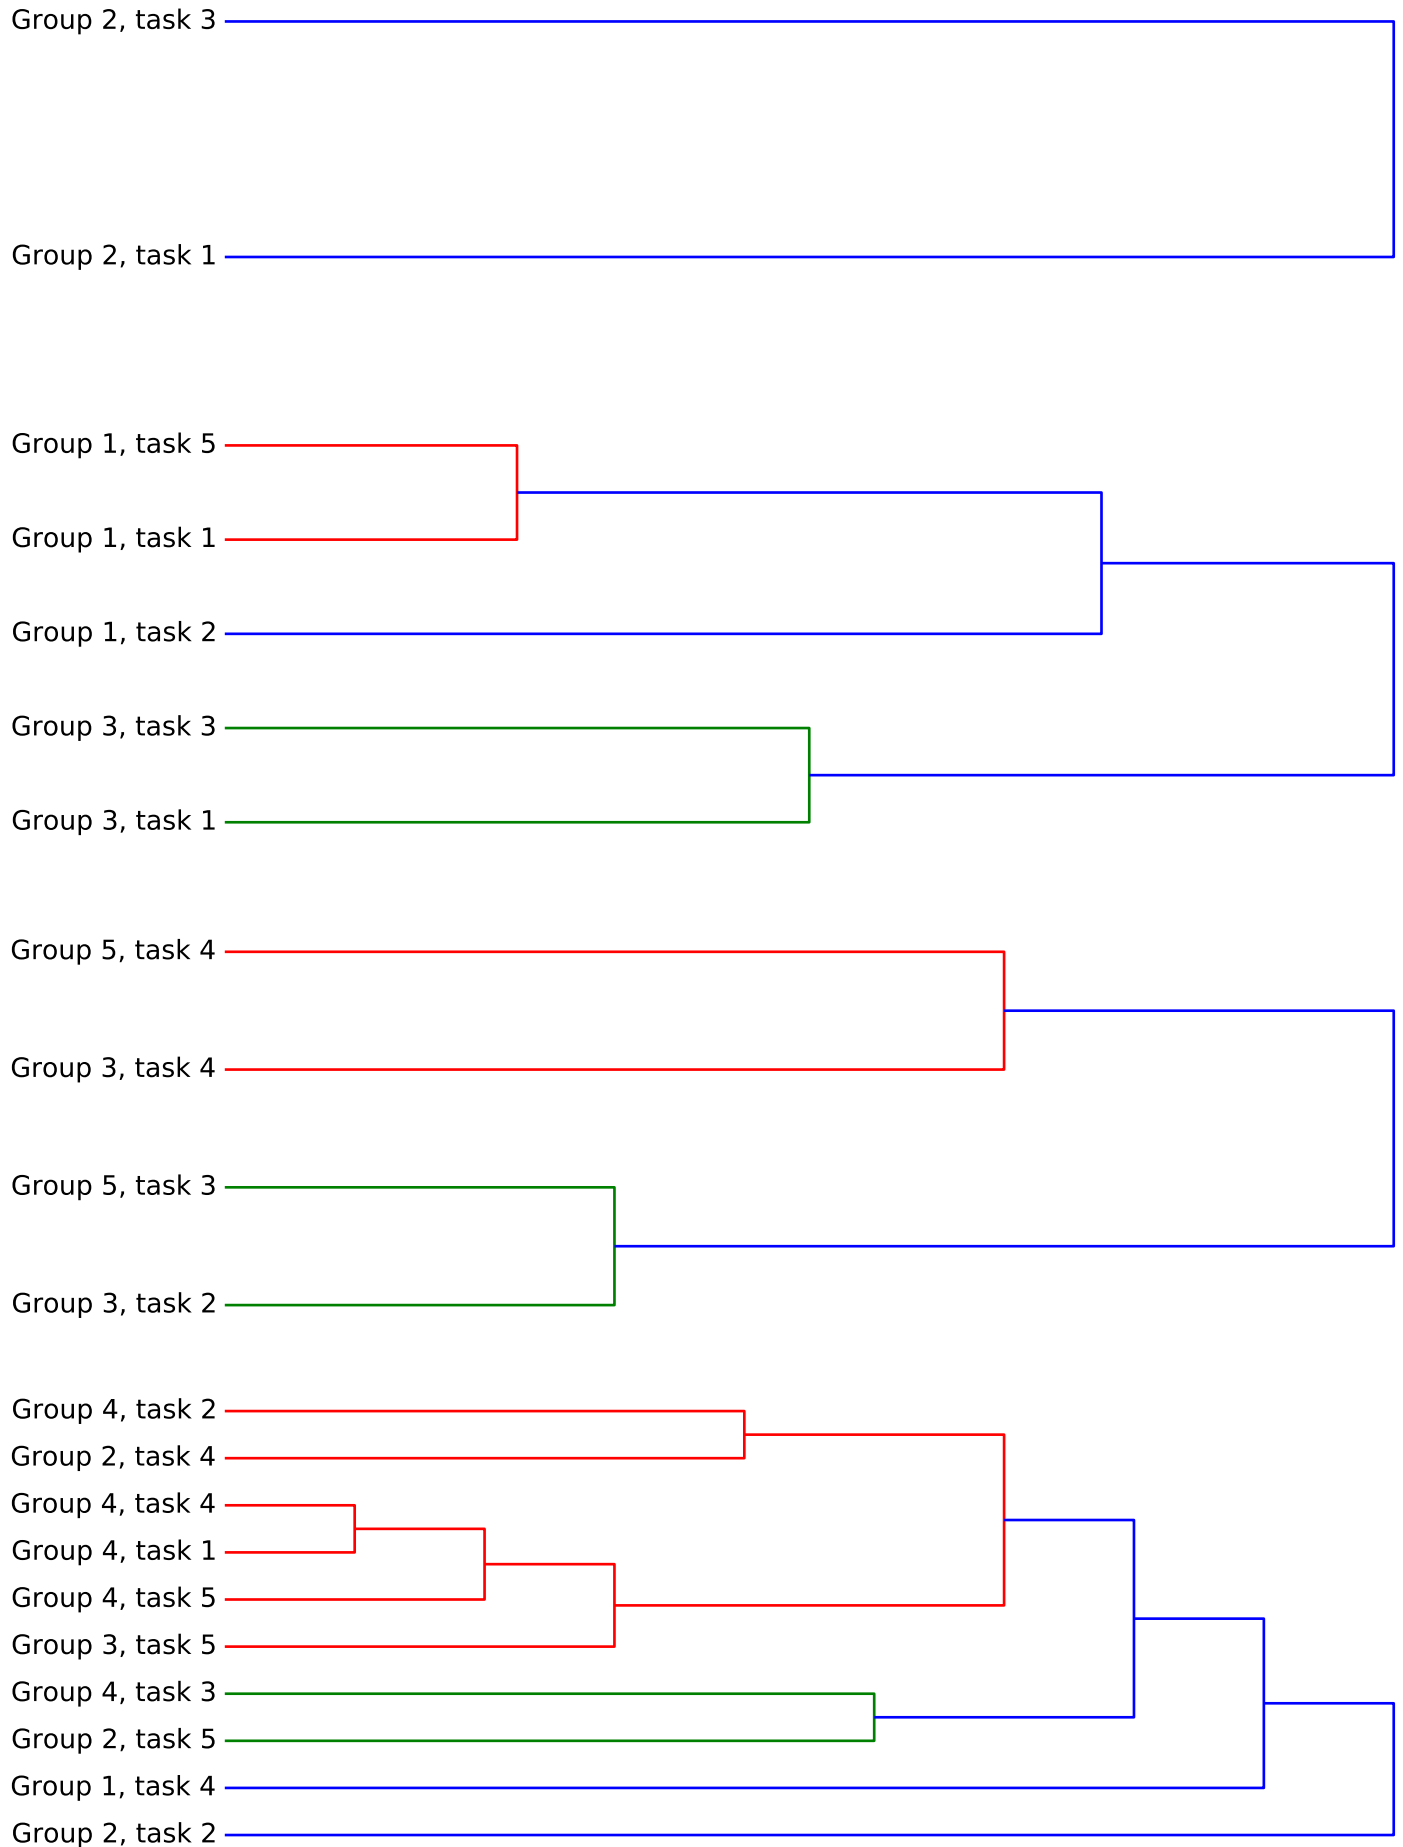 Group 2, task 3
Group 2, task 1
Group 1, task 5
Group 1, task 1
Group 1, task 2
Group 3, task 3
Group 3, task 1
Group 5, task 4
Group 3, task 4
Group 5, task 3
Group 3, task 2
Group 4, task 2
Group 2, task 4
Group 4, task 4
Group 4, task 1
Group 4, task 5
Group 3, task 5
Group 4, task 3
Group 2, task 5
Group 1, task 4
Group 2, task 2